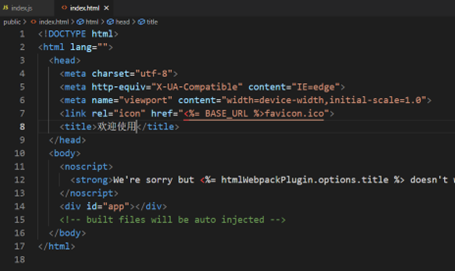 index.js index.html
public > index.html > html > head > title
1 <!DOCTYPE html>
2 <html lang="">
3 <head>
4 <meta charset="utf-8">
5 <meta http-equiv="X-UA-Compatible" content="IE=edge">
6 <meta name="viewport" content="width=device-width,initial-scale=1.0">
7 <link rel="icon" href="<%= BASE_URL %>favicon.ico">
8 <title>欢迎使用</title>
9 </head>
10 <body>
11 <noscript>
12 <strong>We're sorry but <%= htmlWebpackPlugin.options.title %> doesn't
13 </noscript>
14 <div id="app"></div>
15 <!-- built files will be auto injected -->
16 </body>
17 </html>
18